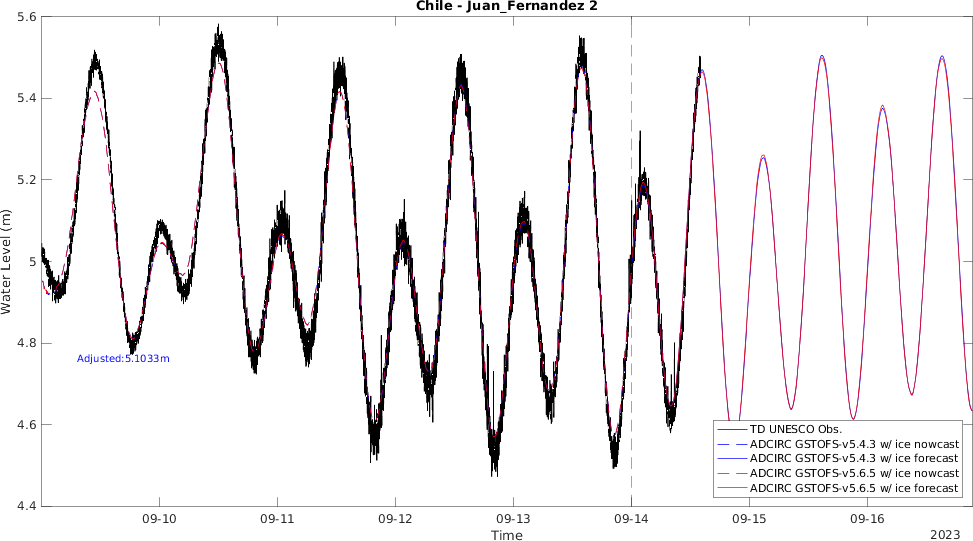 Chile - Juan_Fernandez 2
5.6
5.4
5.2
5
4.8
4.6
4.4
Water Level (m)
Adjusted:5.1033m
TD UNESCO Obs.
ADCIRC GSTOFS-v5.4.3 w/ ice nowcast
ADCIRC GSTOFS-v5.4.3 w/ ice forecast
ADCIRC GSTOFS-v5.6.5 w/ ice nowcast
ADCIRC GSTOFS-v5.6.5 w/ ice forecast
09-10 09-11 09-12 09-13 09-14 09-15 09-16
Time
2023